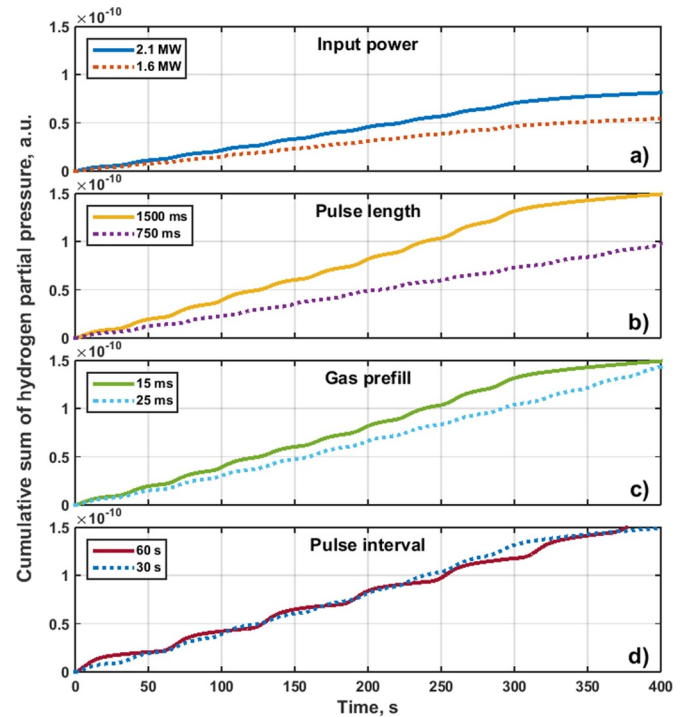 ×10-10
1.5
Input power
2.1 MW
1.6 MW
1
0.5
a)
0
×10-10
1.5
Pulse length
1500 ms
750 ms
1
0.5
b)
0
×10-10
1.5
Gas prefill
15 ms
25 ms
1
0.5
c)
0
×10-10
1.5
Pulse interval
60 s
30 s
1
0.5
d)
0
0 50 100 150 200 250 300 350 400
Time, s
Cumulative sum of hydrogen partial pressure, a.u.